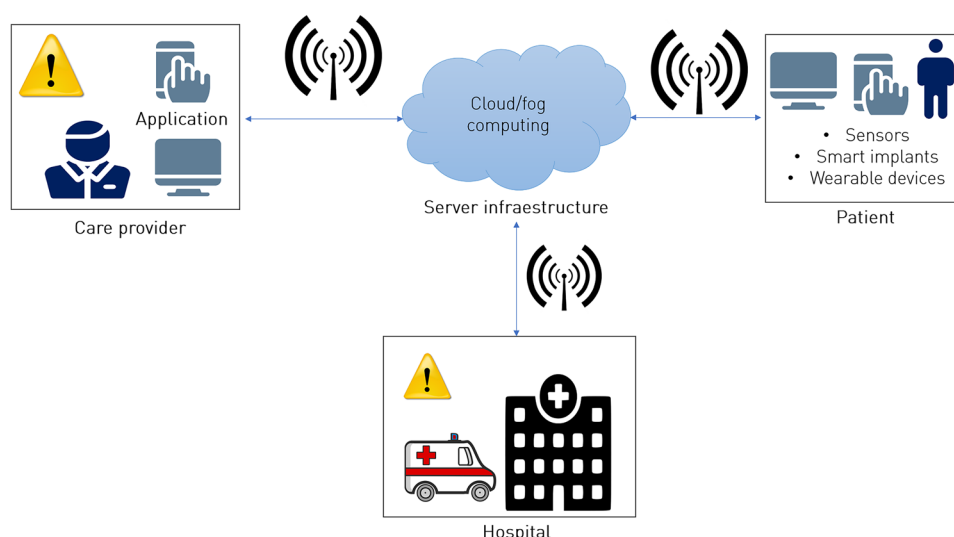 Application
Care provider
Cloud/fog
computing
Server infraestructure
• Sensors
• Smart implants
• Wearable devices
Patient
Hospital